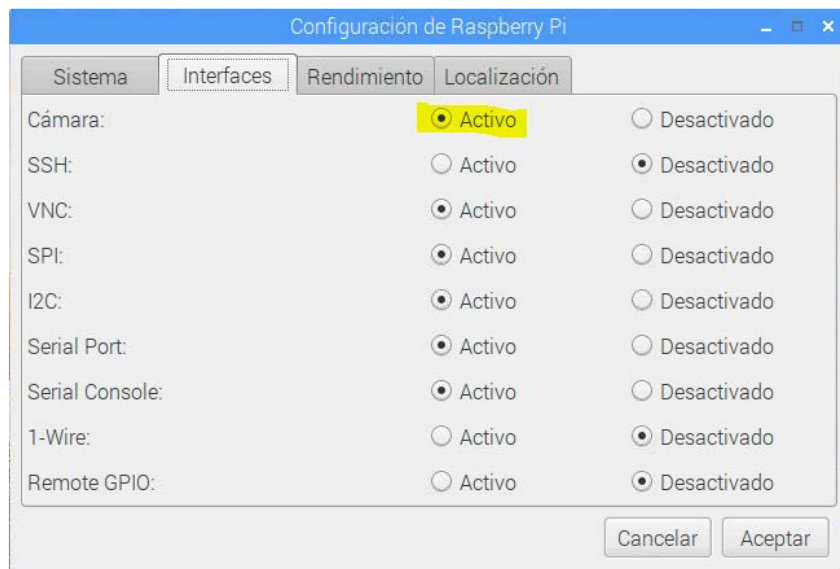 Configuración de Raspberry Pi
Sistema Interfaces Rendimiento Localización
Cámara: Activo Desactivado
SSH: Activo Desactivado
VNC: Activo Desactivado
SPI: Activo Desactivado
I2C: Activo Desactivado
Serial Port: Activo Desactivado
Serial Console: Activo Desactivado
1-Wire: Activo Desactivado
Remote GPIO: Activo Desactivado
Cancelar Aceptar